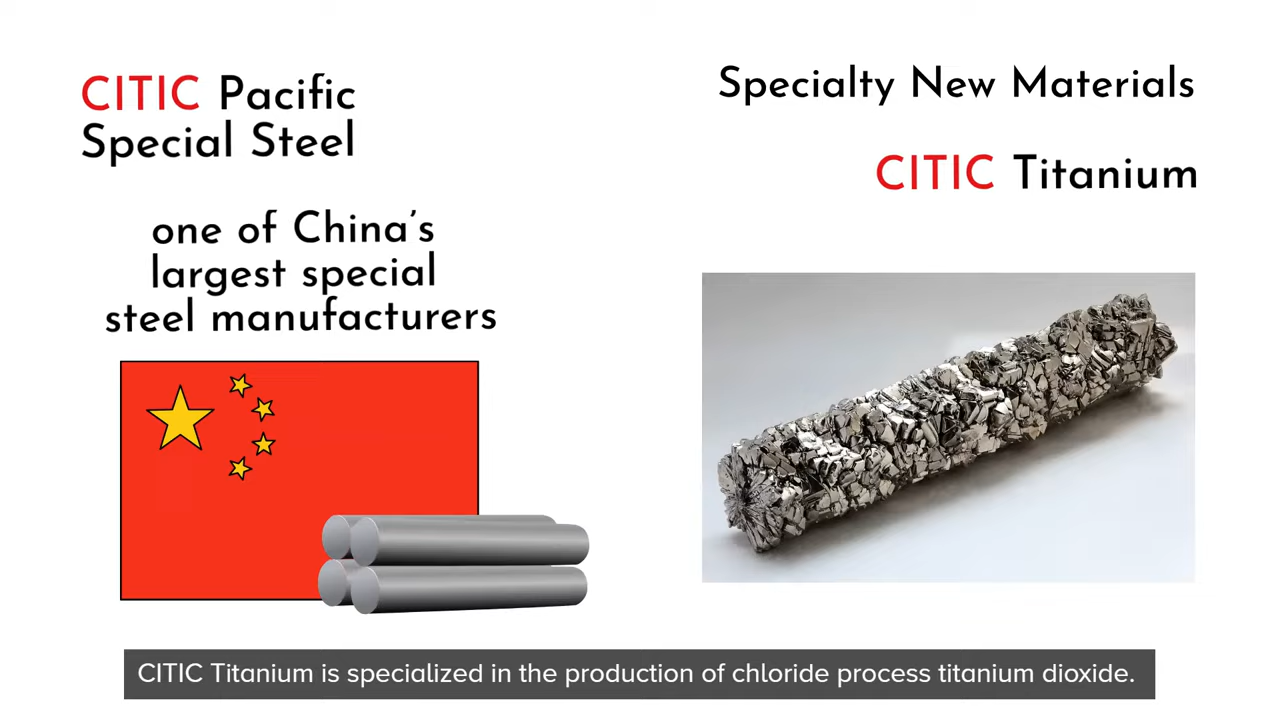 CITIC Pacific
Special Steel
one of China’s
largest special
steel manufacturers
Specialty New Materials
CITIC Titanium
CITIC Titanium is specialized in the production of chloride process titanium dioxide.